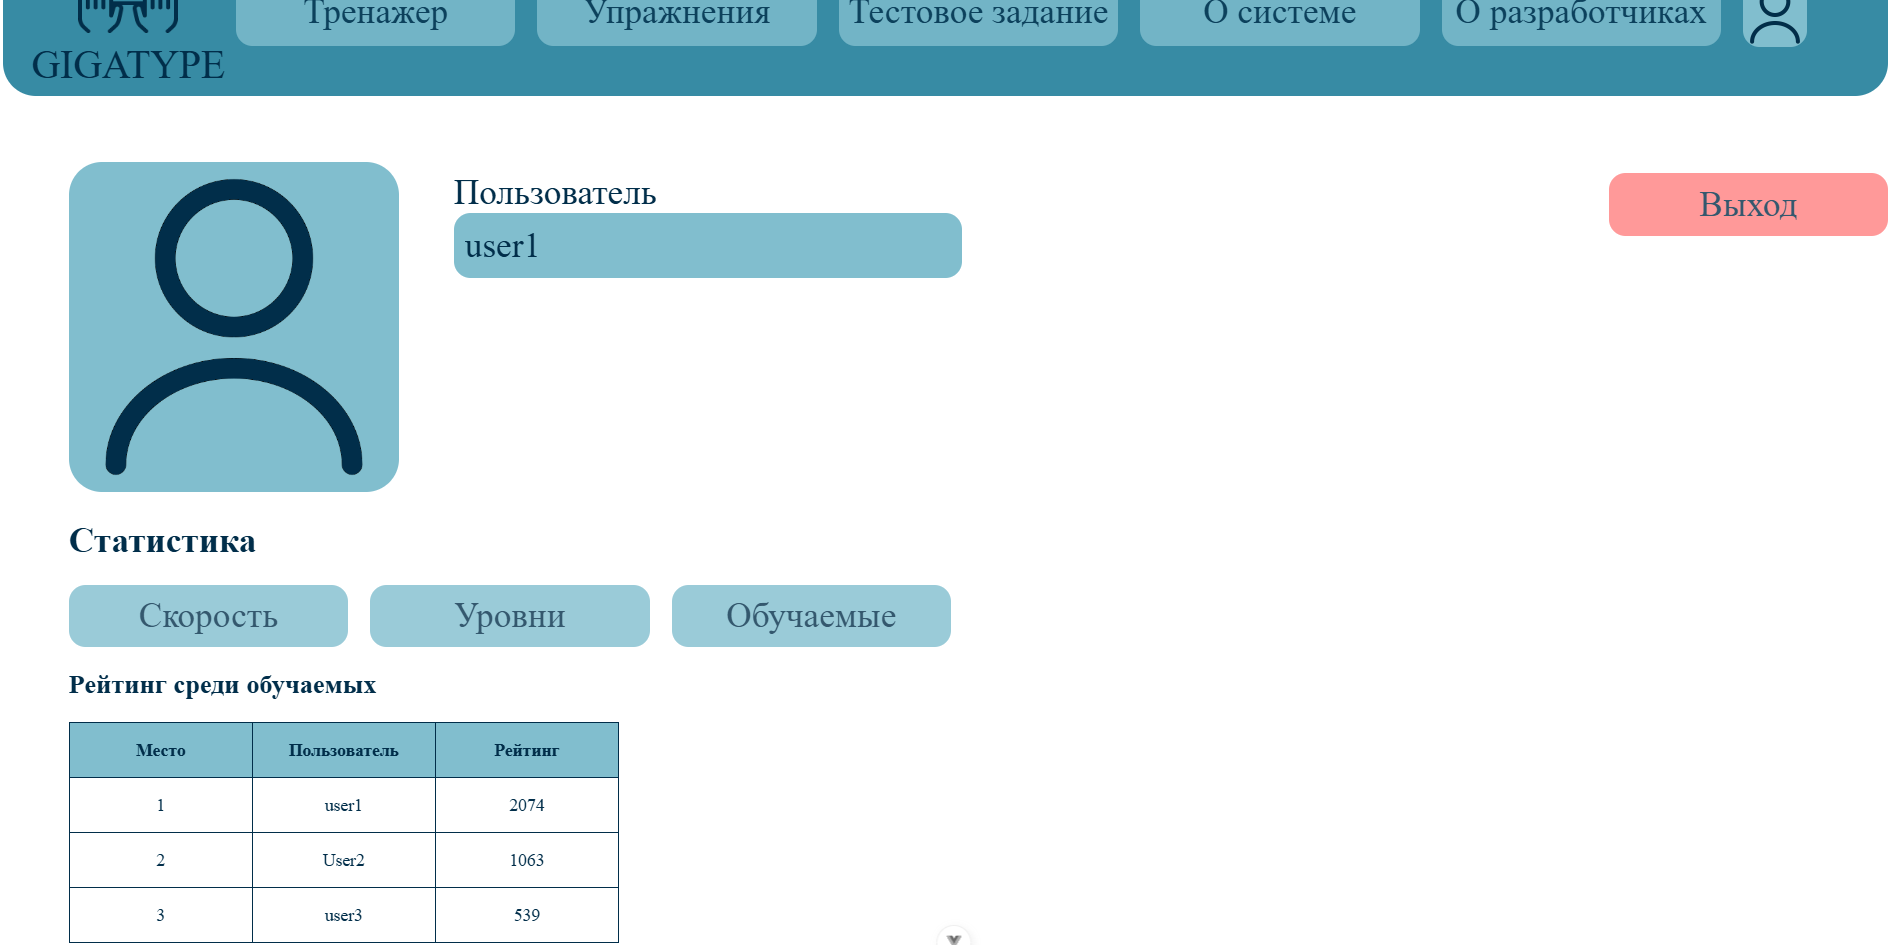 Тренажер
Упражнения
Тестовое задание
О системе
О разработчиках
GIGATYPE
Пользователь
Выход
user1
Статистика
Скорость
Уровни
Обучаемые
Рейтинг среди обучаемых
Место Пользователь Рейтинг
1 user1 2074
2 User2 1063
3 user3 539